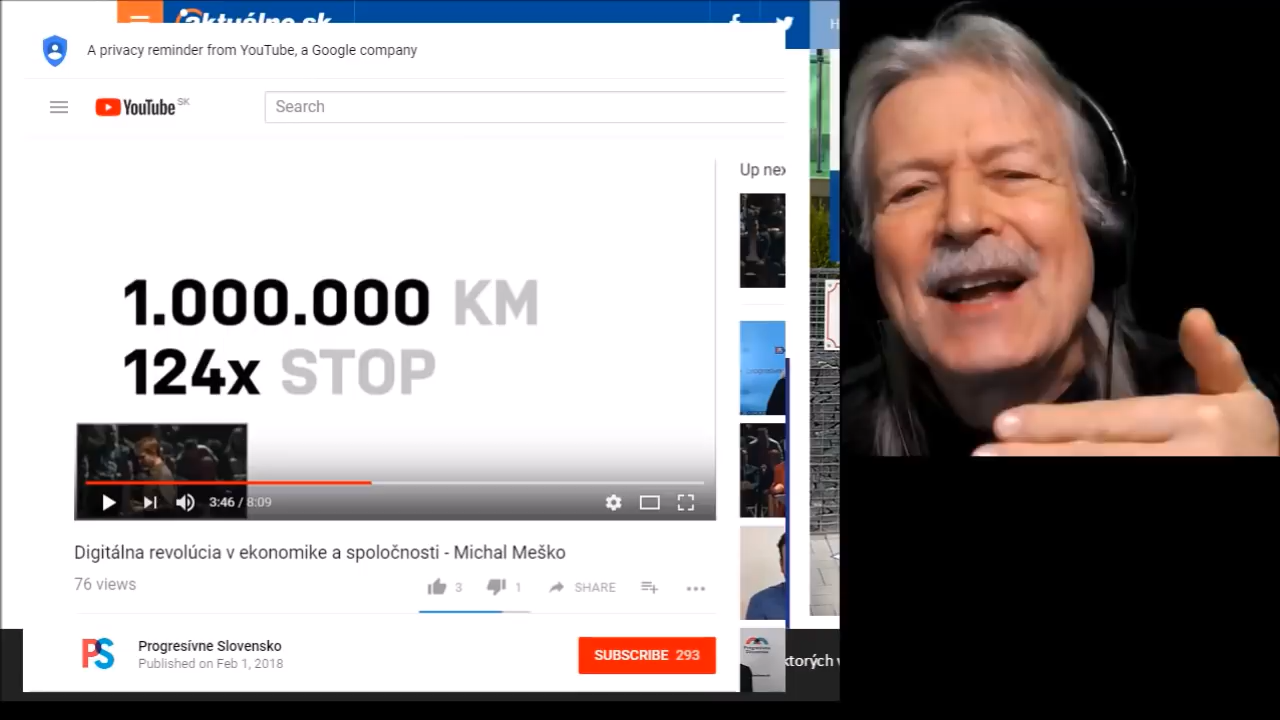 aktuálne.sk
A privacy reminder from YouTube, a Google company
YouTube SK
Search
Up nex
1.000.000 KM
124x STOP
3:46 / 8:09
Digitálna revolúcia v ekonomike a spoločnosti - Michal Meško
76 views
3
1
SHARE
PS
Progresívne Slovensko
Published on Feb 1, 2018
SUBSCRIBE 293
ktorých v